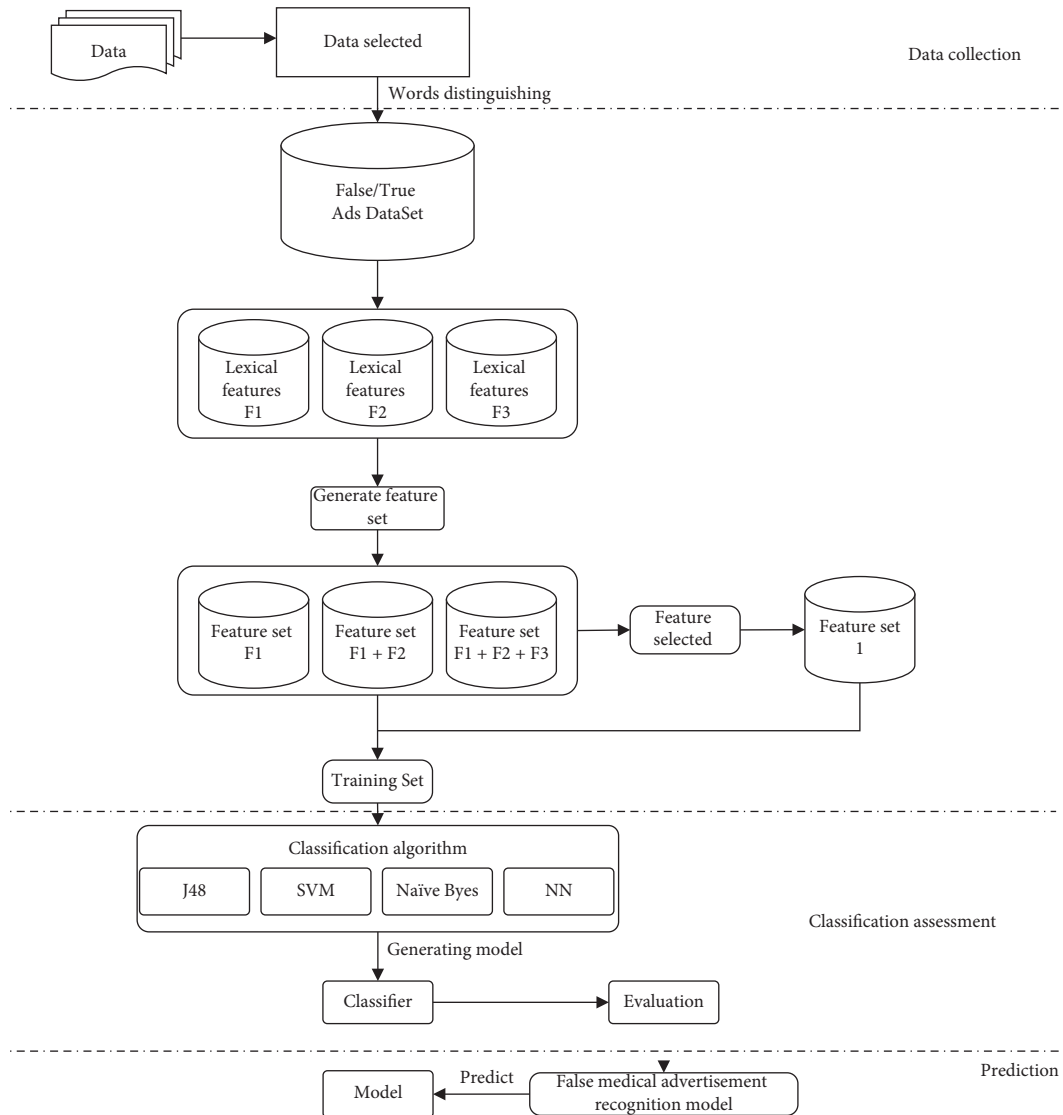 Data
Data selected
Data collection
Words distinguishing
False/True
Ads DataSet
Lexical
features
F1
Lexical
features
F2
Lexical
features
F3
Generate feature
set
Feature set
F1
Feature set
F1 + F2
Feature set
F1 + F2 + F3
Feature
selected
Feature set
1
Training Set
Classification algorithm
J48
SVM
Naïve Byes
NN
Classification assessment
Generating model
Classifier
Evaluation
Prediction
Model
Predict
False medical advertisement
recognition model